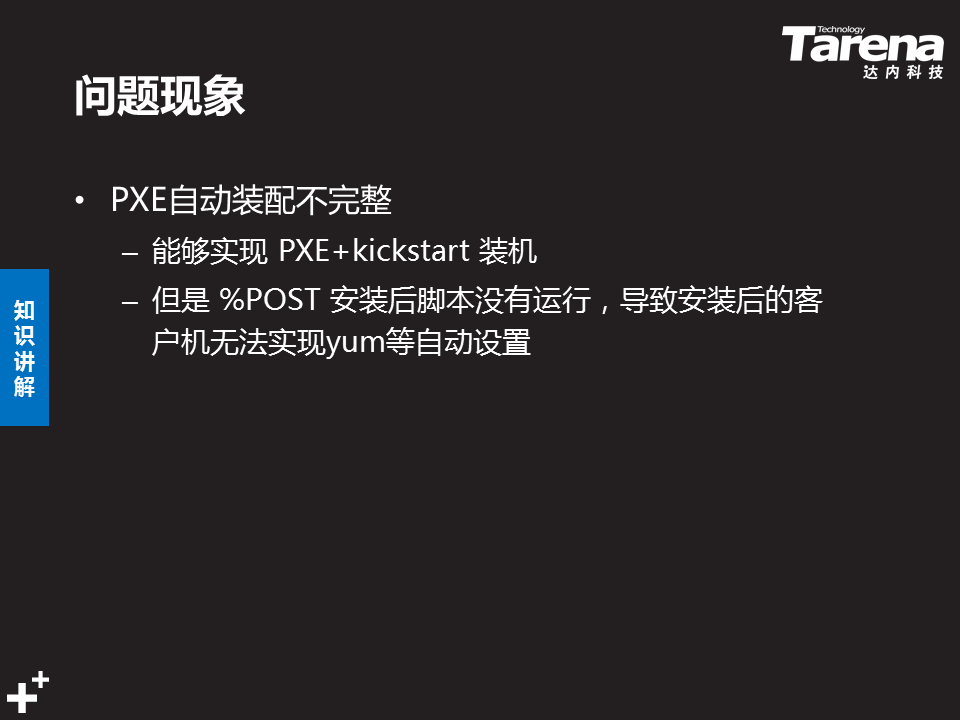 Technology
Tarena
达内科技
问题现象
• PXE自动装配不完整
– 能够实现 PXE+kickstart 装机
– 但是 %POST 安装后脚本没有运行，导致安装后的客
户机无法实现yum等自动设置
知
识
讲
解